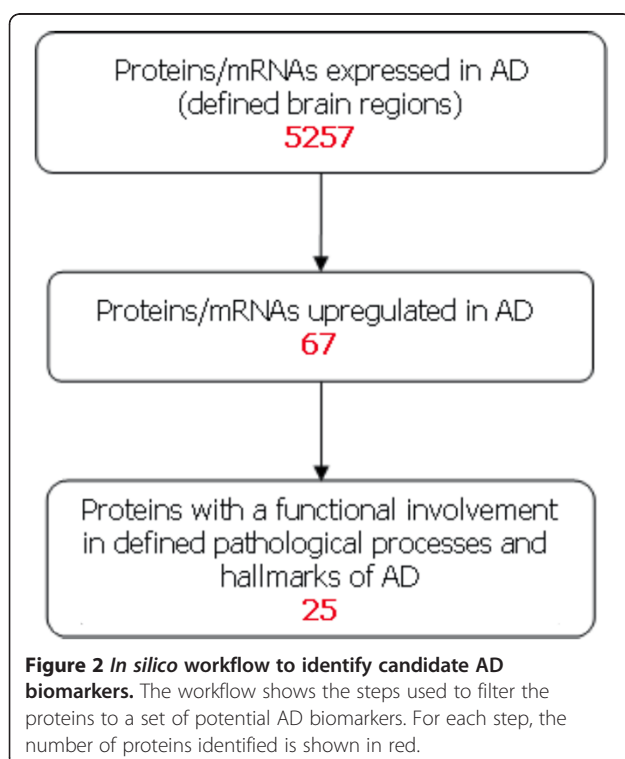 Proteins/mRNAs expressed in AD
(defined brain regions)
5257
Proteins/mRNAs upregulated in AD
67
Proteins with a functional involvement
in defined pathological processes and
hallmarks of AD
25
Figure 2 In silico workflow to identify candidate AD
biomarkers. The workflow shows the steps used to filter the
proteins to a set of potential AD biomarkers. For each step, the
number of proteins identified is shown in red.